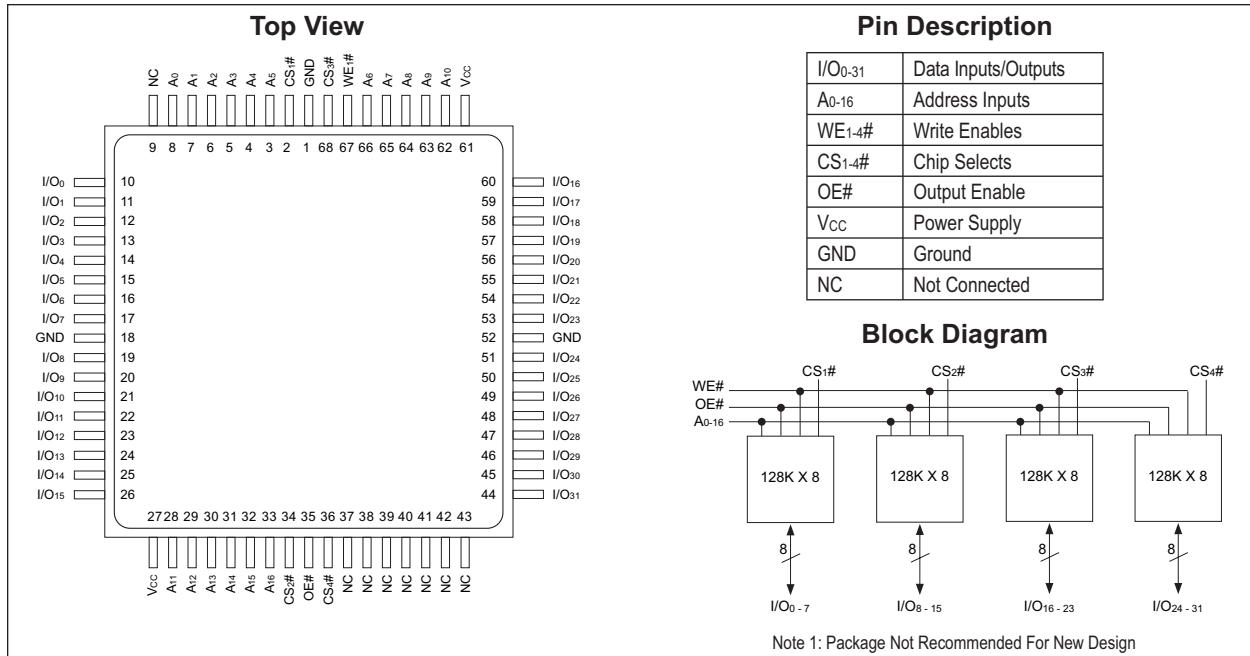 Top View
NC A0 A1 A2 A3 A4 A5 CS1# GND CS3# WE1# A6 A7 A8 A9 A10 VCC
9 8 7 6 5 4 3 2 1 68 67 66 65 64 63 62 61
I/O0 10
I/O1 11
I/O2 12
I/O3 13
I/O4 14
I/O5 15
I/O6 16
I/O7 17
GND 18
I/O8 19
I/O9 20
I/O10 21
I/O11 22
I/O12 23
I/O13 24
I/O14 25
I/O15 26
60 I/O16
59 I/O17
58 I/O18
57 I/O19
56 I/O20
55 I/O21
54 I/O22
53 I/O23
52 GND
51 I/O24
50 I/O25
49 I/O26
48 I/O27
47 I/O28
46 I/O29
45 I/O30
44 I/O31
27 28 29 30 31 32 33 34 35 36 37 38 39 40 41 42 43
VCC A11 A12 A13 A14 A15 A16 CS2# OE# CS4# NC NC NC NC NC NC NC
Pin Description
I/O0-31 Data Inputs/Outputs
A0-16 Address Inputs
WE1-4# Write Enables
CS1-4# Chip Selects
OE# Output Enable
VCC Power Supply
GND Ground
NC Not Connected
Block Diagram
CS1# CS2# CS3# CS4#
WE#
OE#
A0-16
128K X 8 128K X 8 128K X 8 128K X 8
8 8 8 8
I/O0 - 7 I/O8 - 15 I/O16 - 23 I/O24 - 31
Note 1: Package Not Recommended For New Design